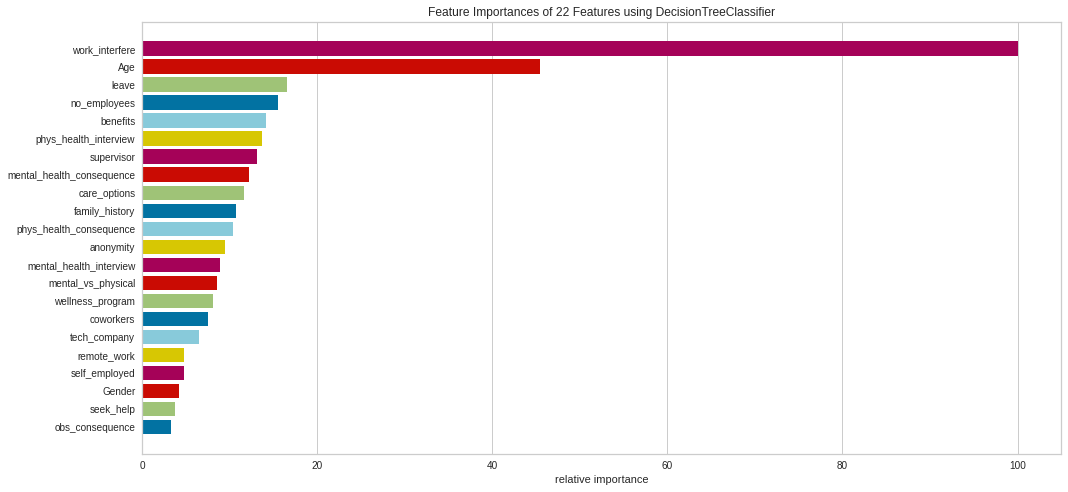 Feature Importances of 22 Features using DecisionTreeClassifier
work_interfere
Age
leave
no_employees
benefits
phys_health_interview
supervisor
mental_health_consequence
care_options
family_history
phys_health_consequence
anonymity
mental_health_interview
mental_vs_physical
wellness_program
coworkers
tech_company
remote_work
self_employed
Gender
seek_help
obs_consequence
0 20 40 60 80 100
relative importance